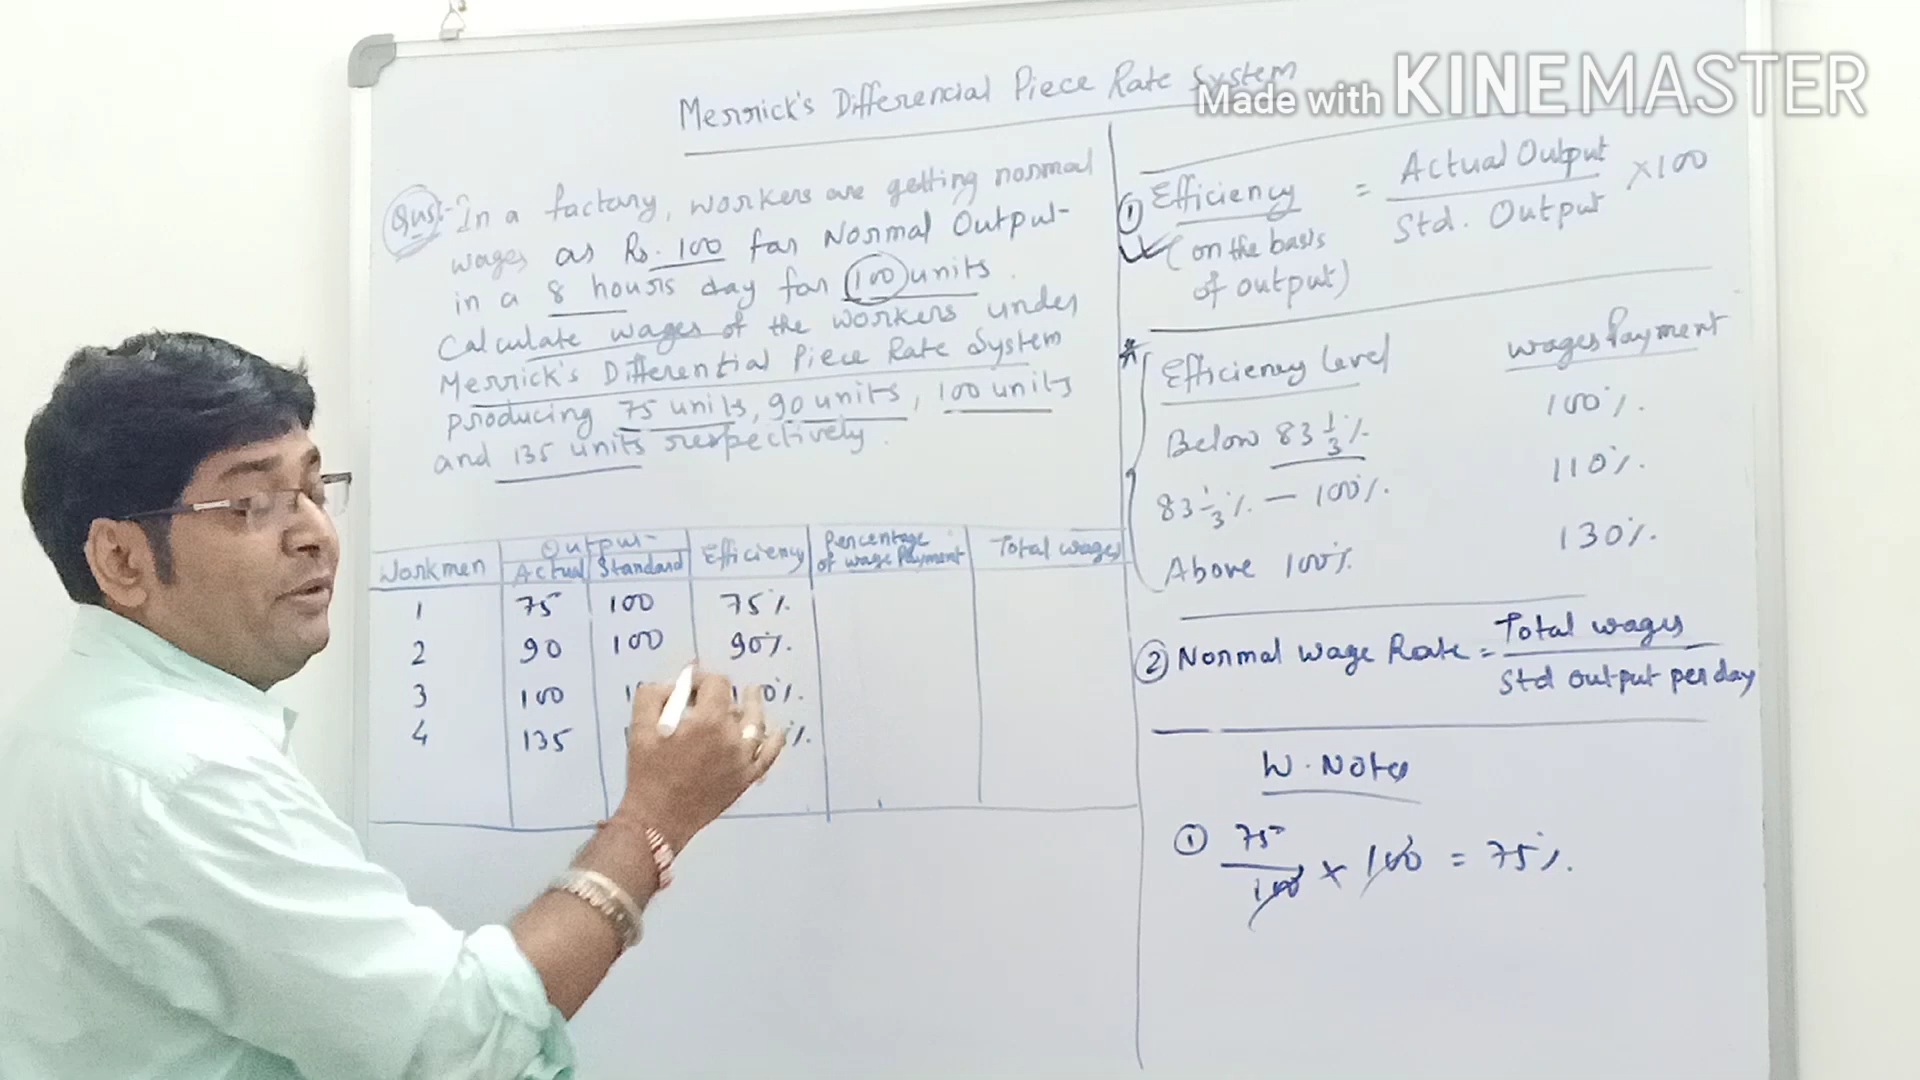 Merrick's Differencial Piece Rate System
Made with KINEMASTER
Qus:- In a factory, workers are getting normal
wages as Rs. 100 for Normal Output
in a 8 hours day for 100 units.
Calculate wages of the workers under
Merrick's Differential Piece Rate System
producing 75 units, 90 units, 100 units
and 135 units respectively.
Workmen Output Efficiency Percentage of wage Payment Total wages
Actual Standard
1 75 100 75%
2 90 100 90%
3 100
4 135
① Efficiency = Actual Output / Std. Output × 100
(on the basis
of output)
* Efficiency Level Wages Payment
Below 83 1/3 % 100%
83 1/3 % — 100% 110%
Above 100% 130%
② Normal Wage Rate = Total wages / Std output per day
W. Notes
① 75 / 100 × 100 = 75%